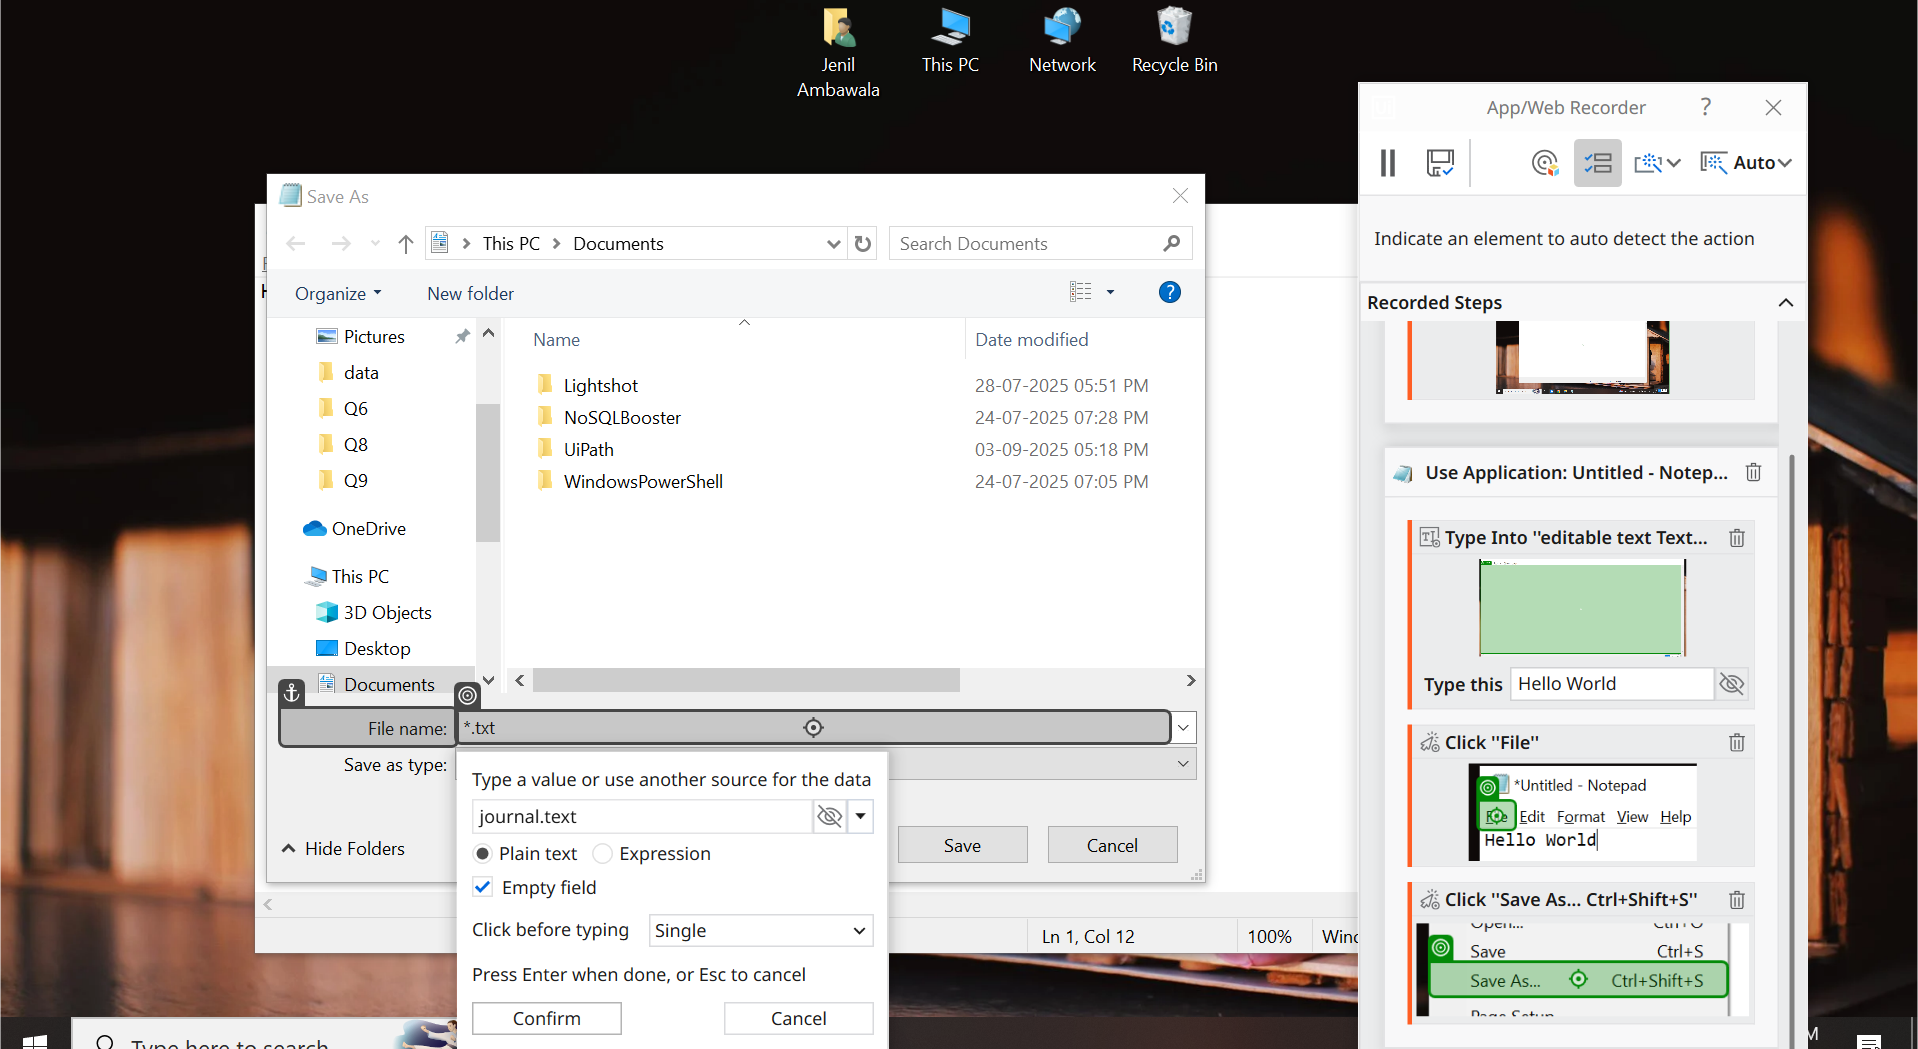 Jenil
Ambawala
This PC
Network
Recycle Bin
App/Web Recorder
?
Auto
Indicate an element to auto detect the action
Recorded Steps
Save As
This PC
Documents
Search Documents
Organize
New folder
?
Pictures
data
Q6
Q8
Q9
OneDrive
This PC
3D Objects
Desktop
Documents
Name
Date modified
Lightshot
28-07-2025 05:51 PM
NoSQLBooster
24-07-2025 07:28 PM
UiPath
03-09-2025 05:18 PM
WindowsPowerShell
24-07-2025 07:05 PM
File name:
*.txt
Save as type:
Hide Folders
Save
Cancel
Type a value or use another source for the data
journal.text
Plain text
Expression
Empty field
Click before typing
Single
Press Enter when done, or Esc to cancel
Confirm
Cancel
Ln 1, Col 12
100%
Use Application: Untitled - Notep...
Type Into "editable text Text...
Type this
Hello World
Click "File"
*Untitled - Notepad
Edit Format View Help
Hello World
Click "Save As... Ctrl+Shift+S"
Open...
Ctrl+O
Save
Ctrl+S
Save As...
Ctrl+Shift+S
Page Setup
Type here to search